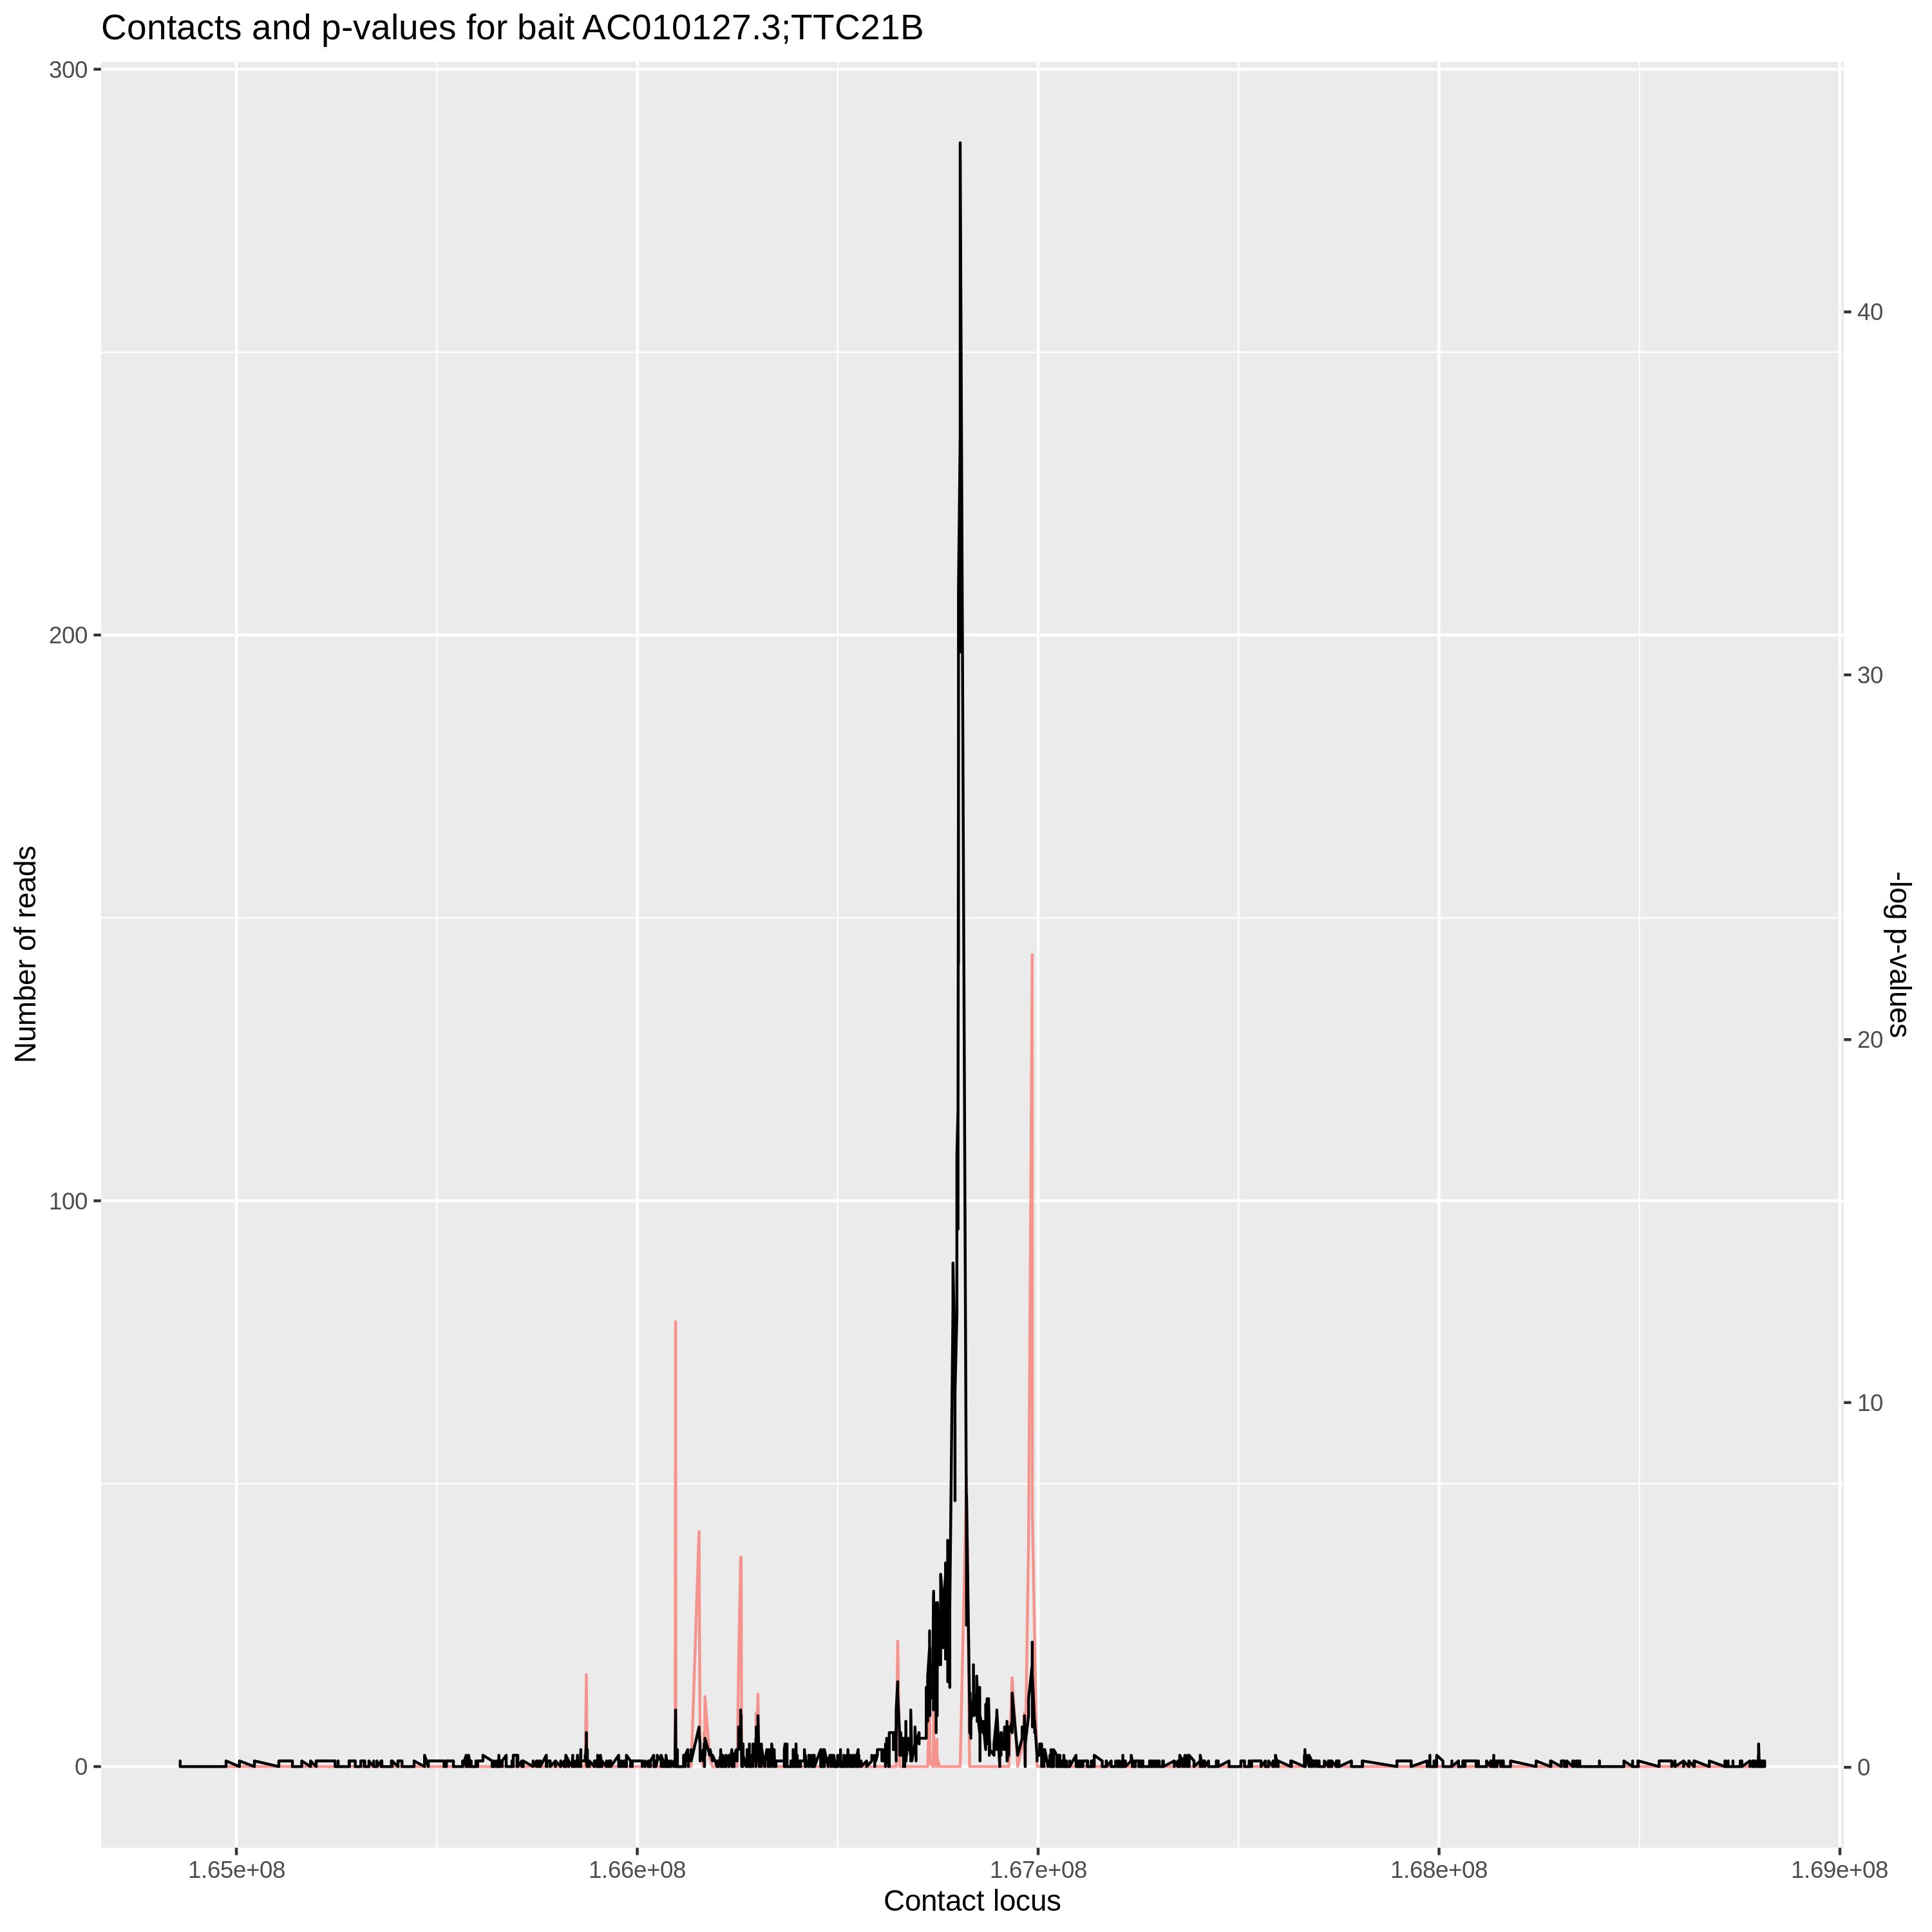 Contacts and p-values for bait AC010127.3;TTC21B
300
200
100
0
Number of reads
40
30
20
10
0
-log p-values
1.65e+08
1.66e+08
1.67e+08
1.68e+08
1.69e+08
Contact locus